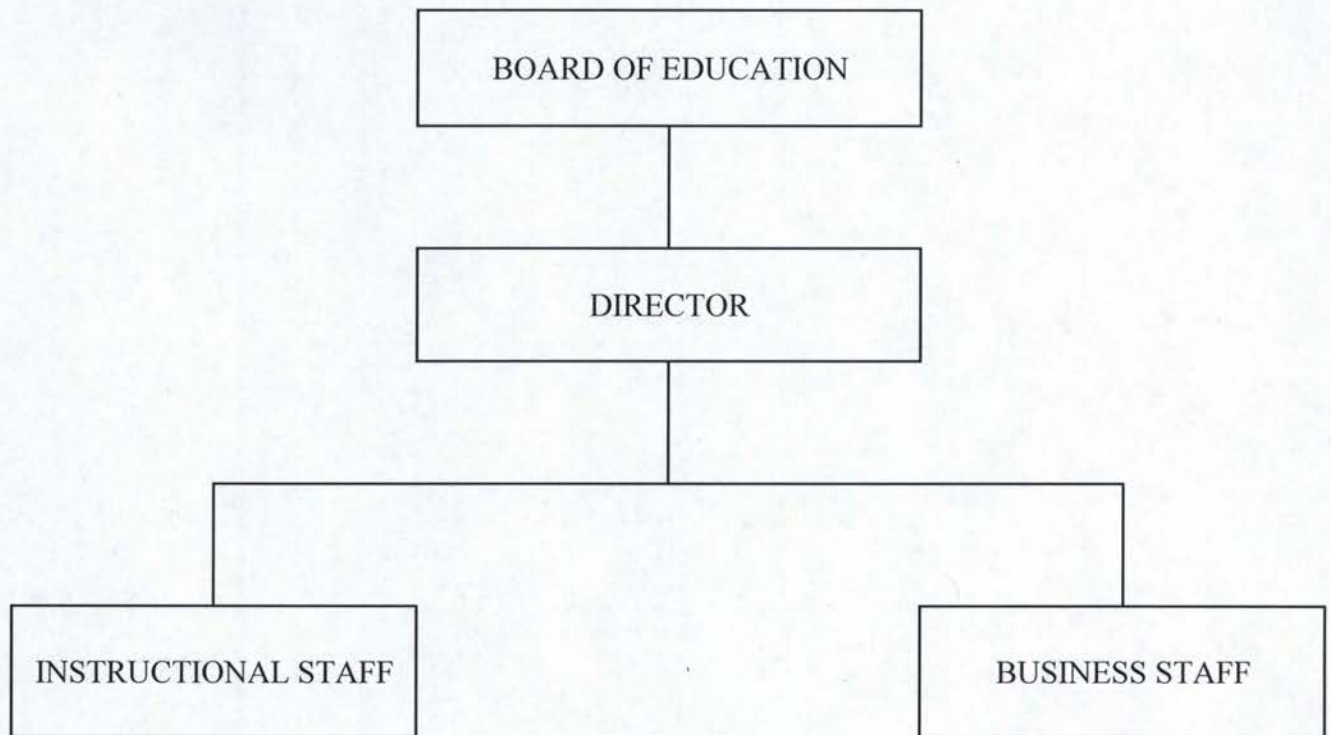 BOARD OF EDUCATION
DIRECTOR
INSTRUCTIONAL STAFF
BUSINESS STAFF